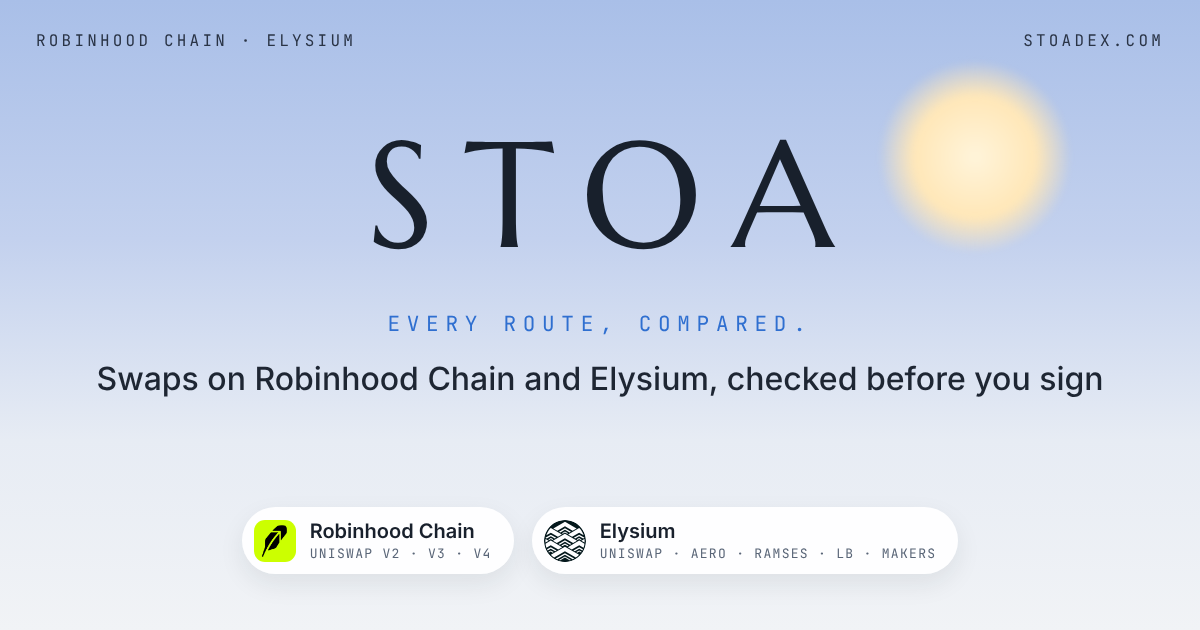 ROBINHOOD CHAIN · ELYSIUM
STOADEX.COM
STOA
EVERY ROUTE, COMPARED.
Swaps on Robinhood Chain and Elysium, checked before you sign
Robinhood Chain
UNISWAP V2 · V3 · V4
Elysium
UNISWAP · AERO · RAMSES · LB · MAKERS